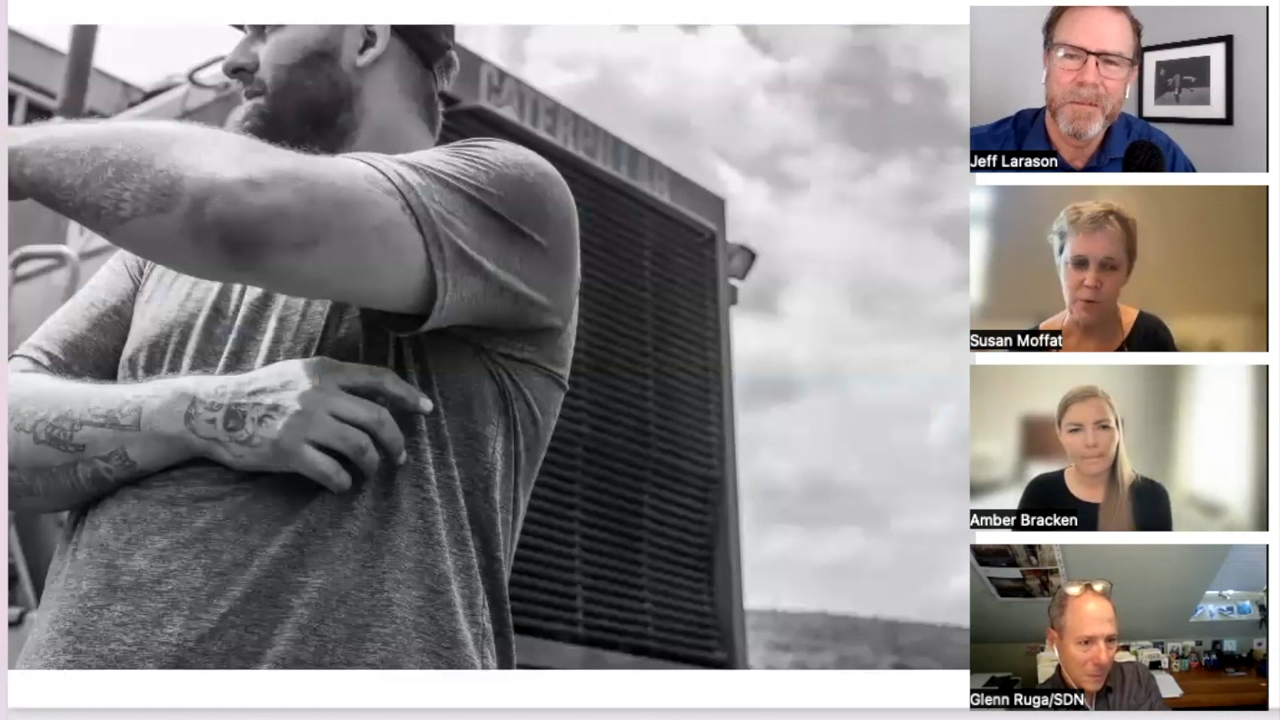 CATERPILLAR
Jeff Larason
Susan Moffat
Amber Bracken
Glenn Ruga/SDN